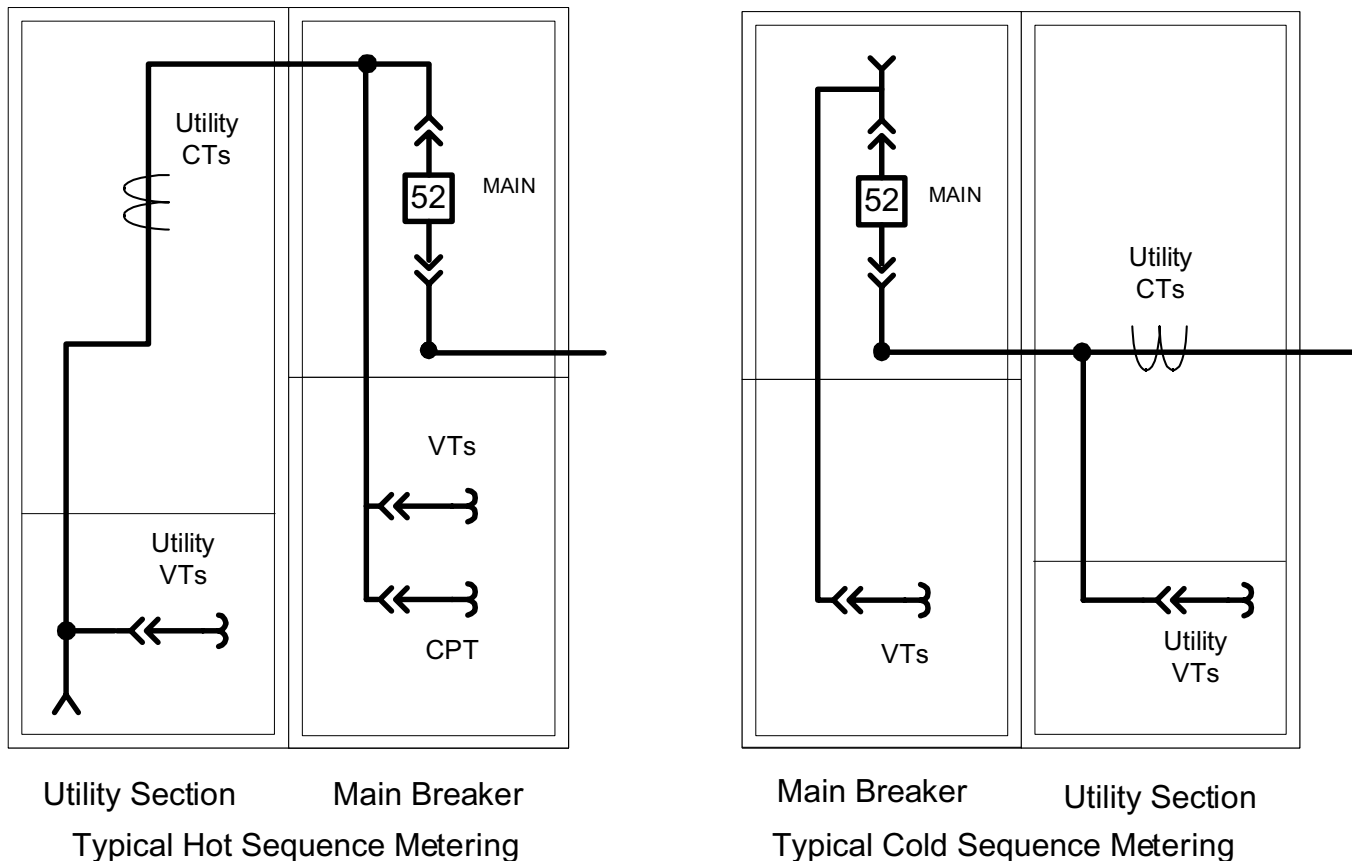 Utility
CTs
52
MAIN
VTs
Utility
VTs
CPT
Utility Section
Main Breaker
Typical Hot Sequence Metering
52
MAIN
Utility
CTs
VTs
Utility
VTs
Main Breaker
Utility Section
Typical Cold Sequence Metering